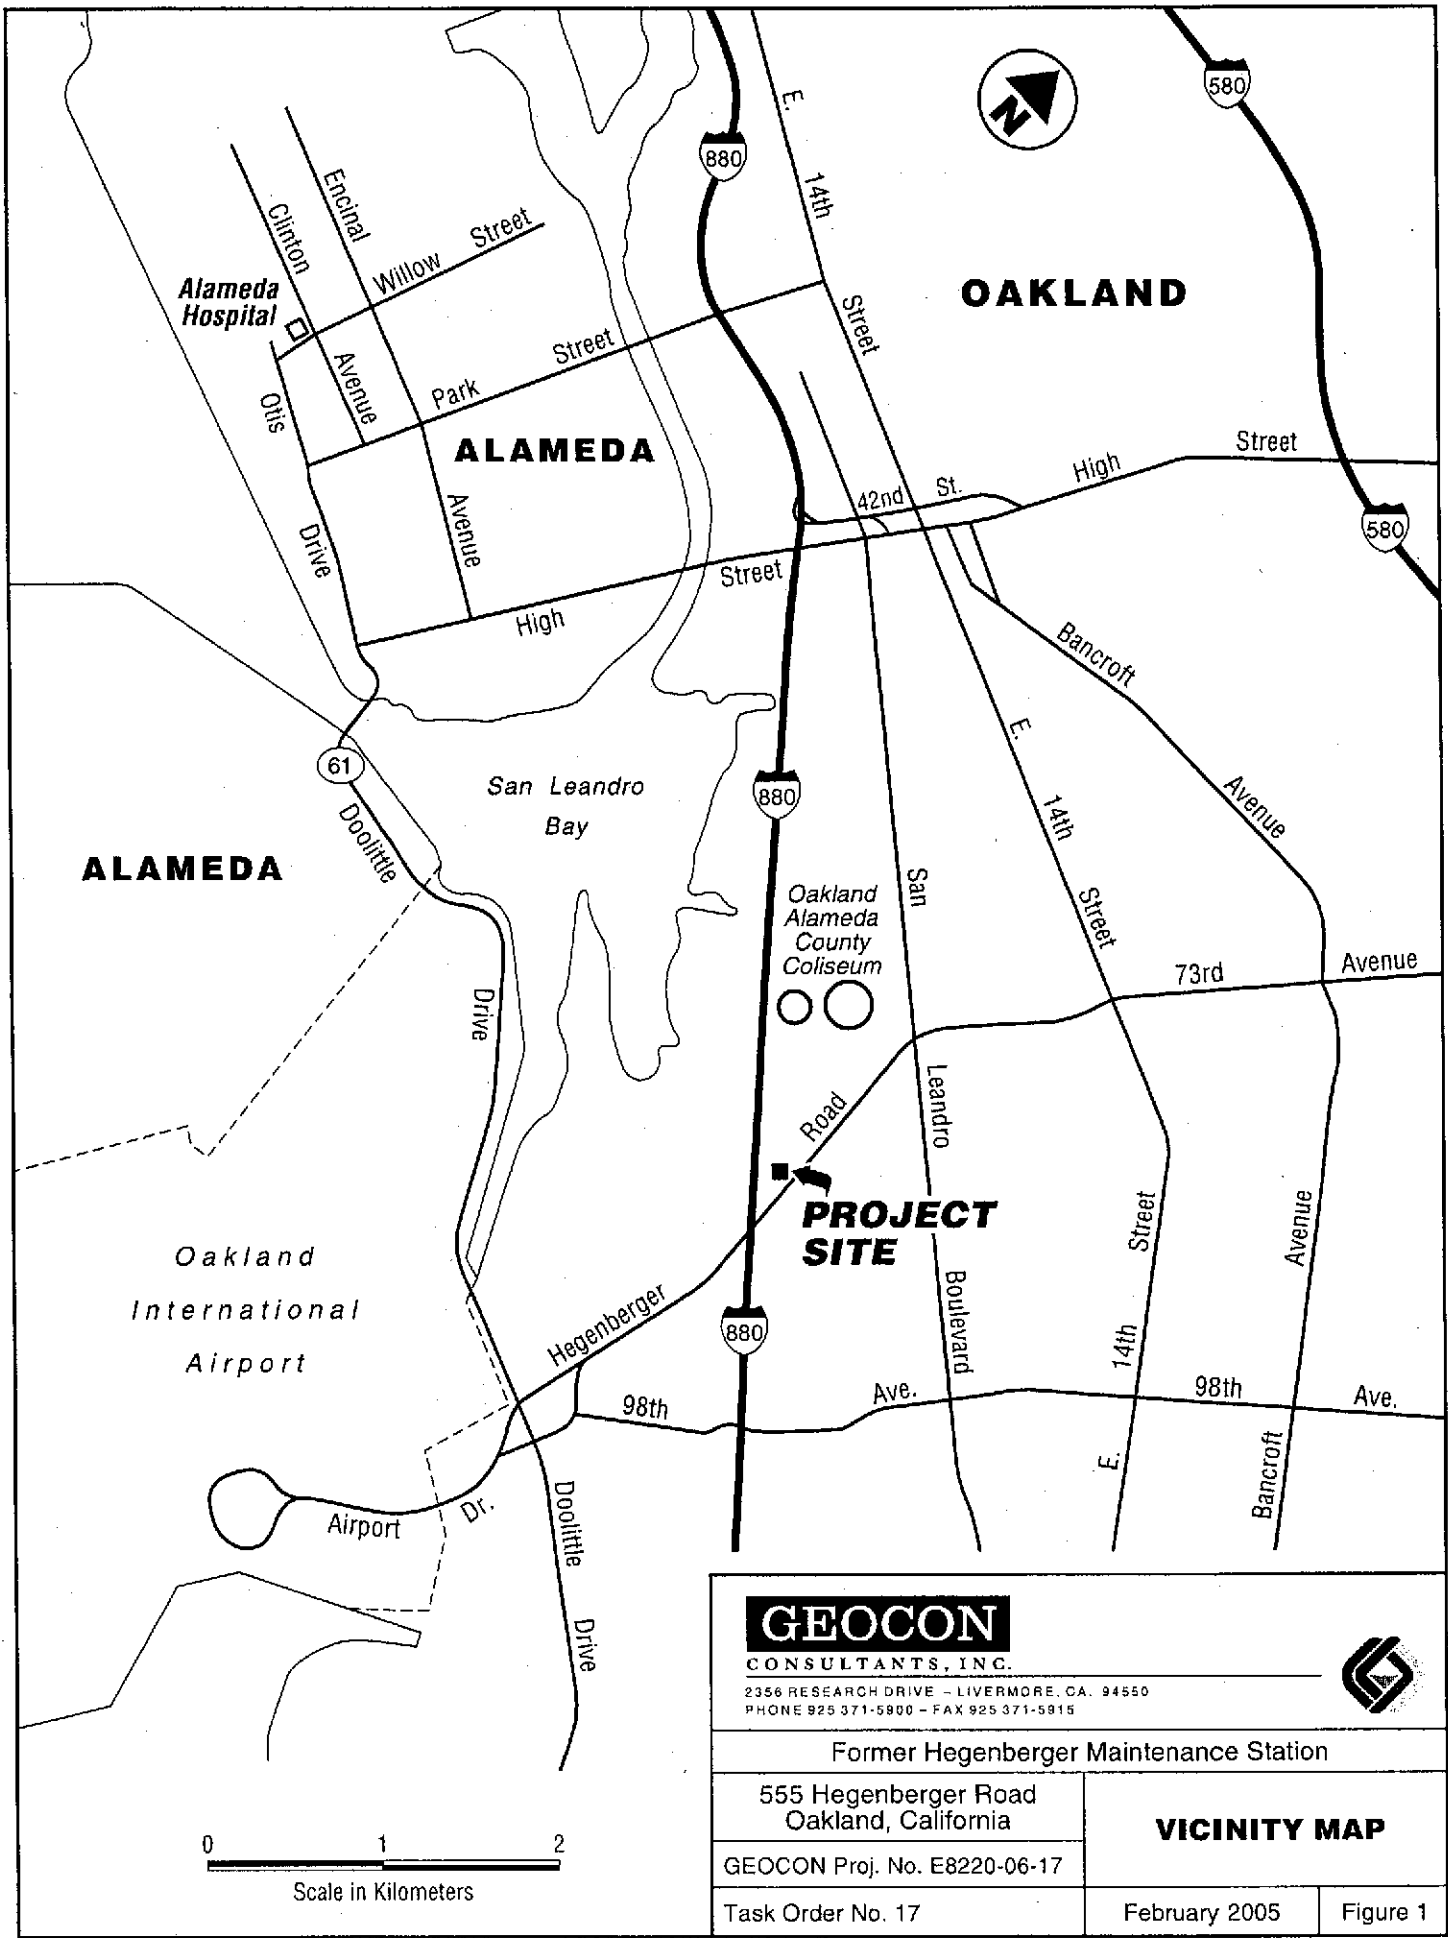 580
E.
880
N
14th
Encinal
Clinton
Street
Willow
OAKLAND
Alameda
Hospital
Street
Street
Avenue
Park
Otis
ALAMEDA
Street
High
42nd
St.
Avenue
580
Drive
Street
High
Bancroft
E.
61
880
San Leandro
Bay
Avenue
14th
Doolittle
ALAMEDA
San
Oakland
Alameda
County
Coliseum
Street
73rd
Avenue
Drive
Leandro
Road
PROJECT
SITE
Street
Avenue
Oakland
International
Airport
Hegenberger
880
Boulevard
14th
98th
Ave.
98th
Ave.
E.
Bancroft
Airport
Dr.
Doolittle
Drive
GEOCON
CONSULTANTS, INC.
2356 RESEARCH DRIVE – LIVERMORE, CA. 94550
PHONE 925 371-5900 – FAX 925 371-5915
Former Hegenberger Maintenance Station
555 Hegenberger Road
Oakland, California
VICINITY MAP
GEOCON Proj. No. E8220-06-17
Task Order No. 17
February 2005
Figure 1
0 1 2
Scale in Kilometers